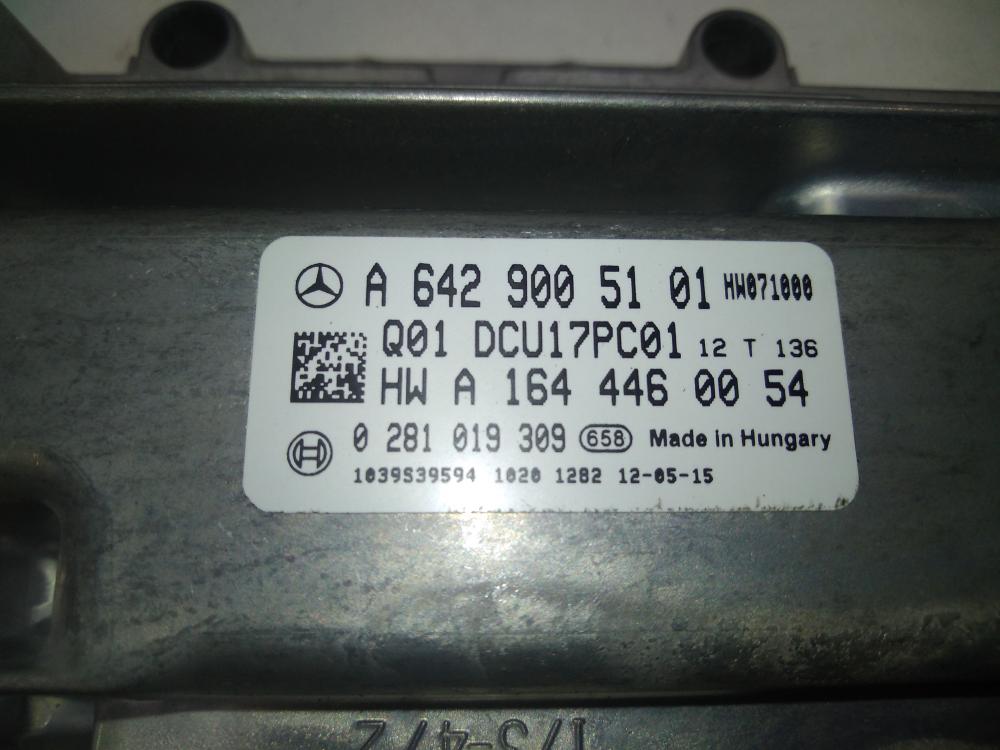 A 642 900 51 01 HW071000
Q01 DCU17PC01 12 T 136
HW A 164 446 00 54
0 281 019 309 658 Made in Hungary
1039S39594 1020 1282 12-05-15